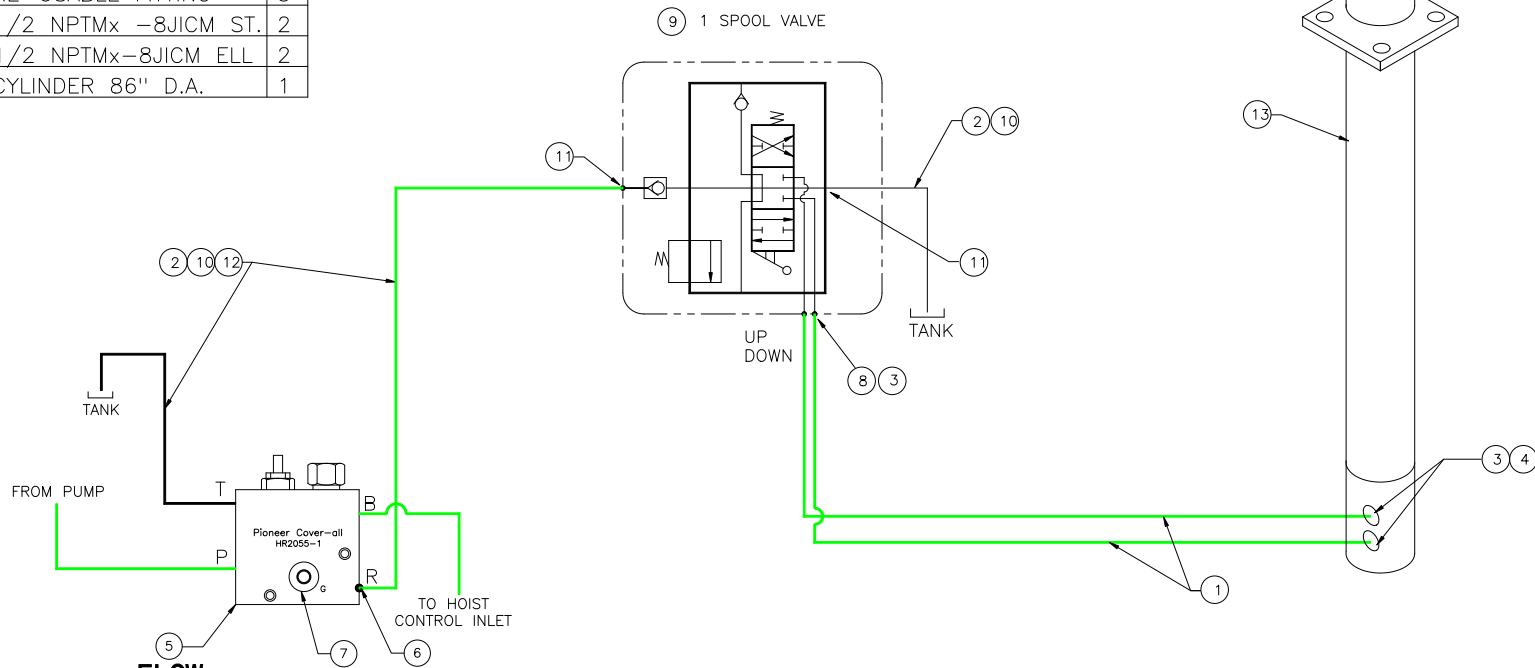 /2 NPTMx -8JICM ST. 2
1/2 NPTMx-8JICM ELL 2
CYLINDER 86" D.A. 1
9 1 SPOOL VALVE
13
2 10
11
11
2 10 12
TANK
UP
DOWN
8 3
TANK
3 4
FROM PUMP
T
B
Pioneer Cover-all
HR2055-1
P
R
G
TO HOIST
CONTROL INLET
1
5
7
6
FLOW